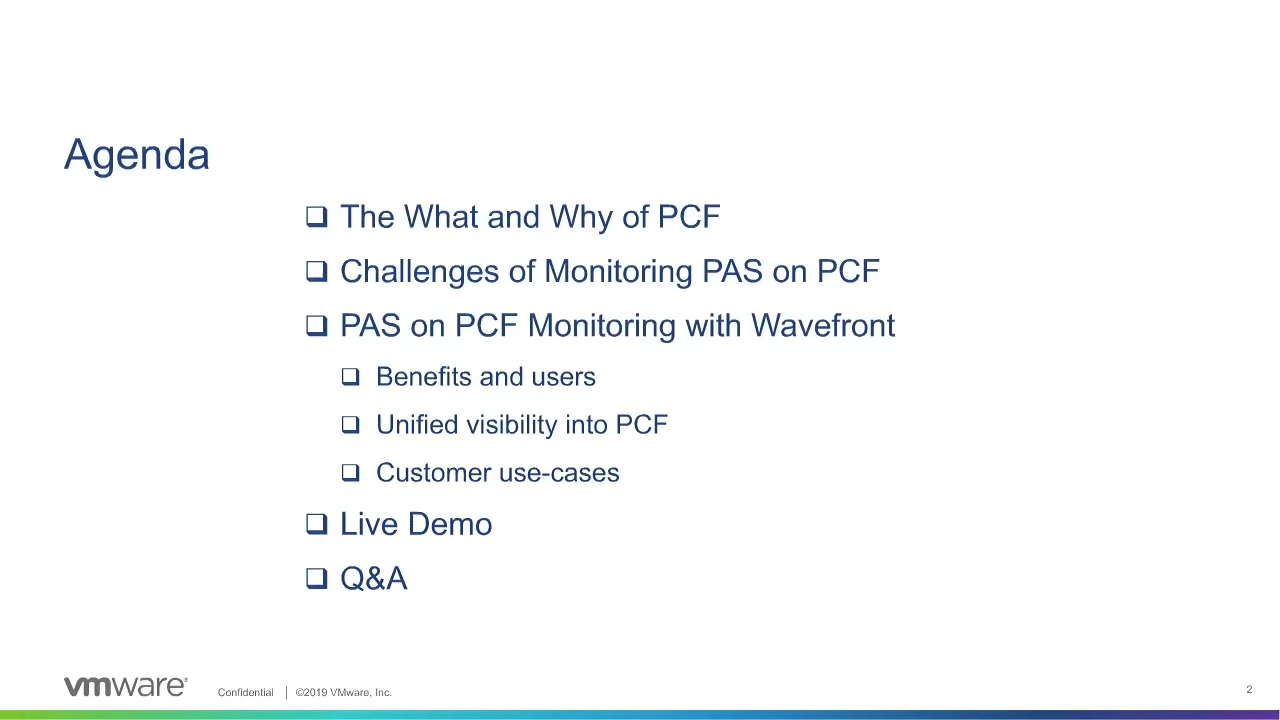 Agenda
The What and Why of PCF
Challenges of Monitoring PAS on PCF
PAS on PCF Monitoring with Wavefront
Benefits and users
Unified visibility into PCF
Customer use-cases
Live Demo
Q&A
vmware®
Confidential | ©2019 VMware, Inc.
2